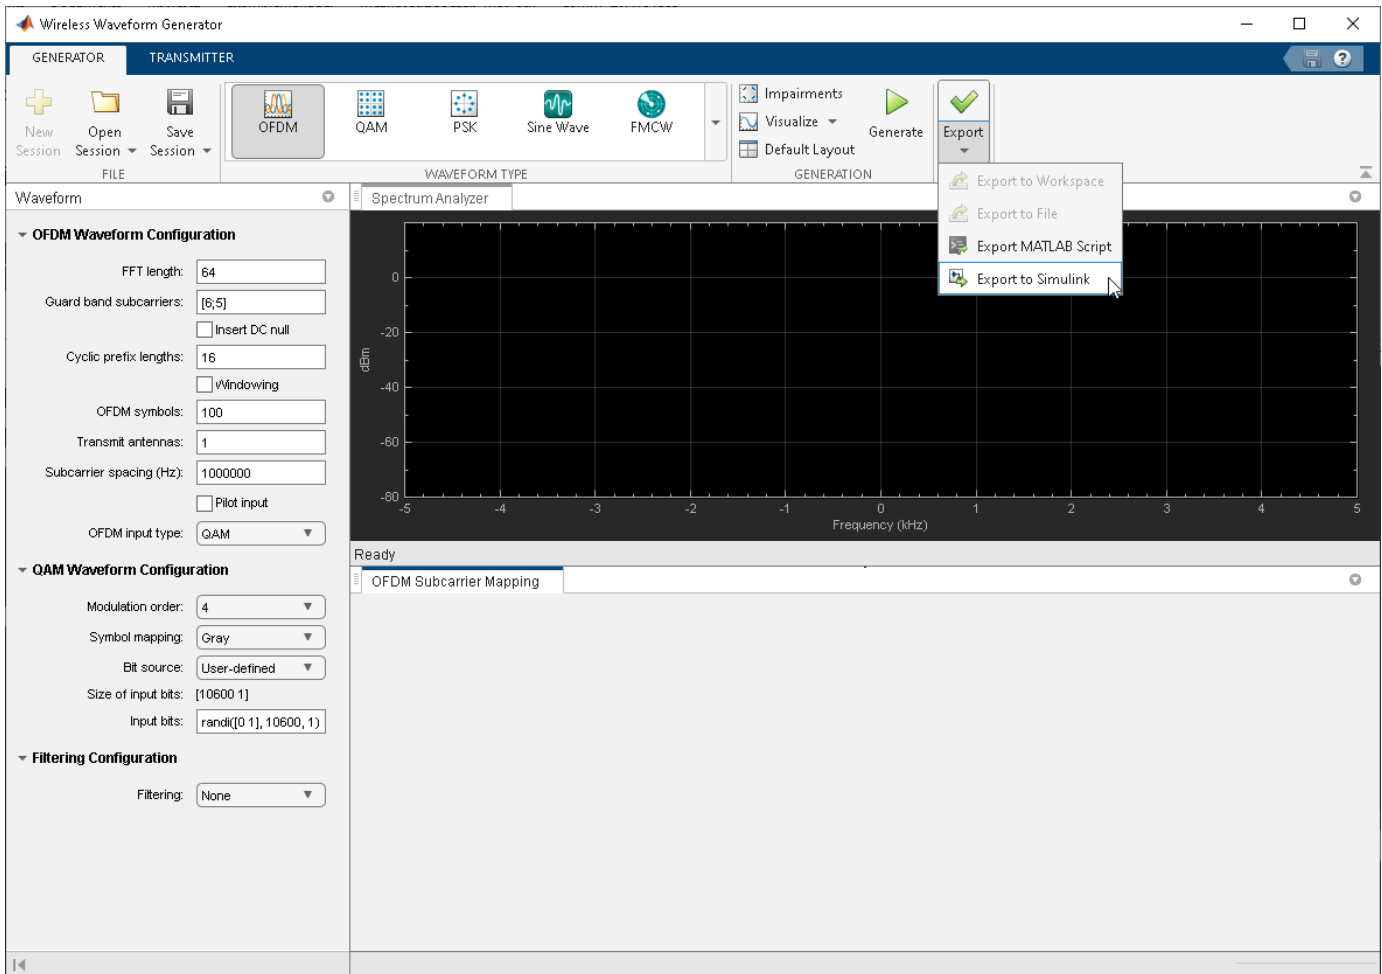 Wireless Waveform Generator
GENERATOR TRANSMITTER
New Session
Open Session
Save Session
FILE
OFDM
QAM
PSK
Sine Wave
FMCW
WAVEFORM TYPE
Impairments
Visualize
Default Layout
Generate
GENERATION
Export
Export to Workspace
Export to File
Export MATLAB Script
Export to Simulink
Waveform
OFDM Waveform Configuration
FFT length: 64
Guard band subcarriers: [6;5]
Insert DC null
Cyclic prefix lengths: 16
Windowing
OFDM symbols: 100
Transmit antennas: 1
Subcarrier spacing (Hz): 1000000
Pilot input
OFDM input type: QAM
QAM Waveform Configuration
Modulation order: 4
Symbol mapping: Gray
Bit source: User-defined
Size of input bits: [10600 1]
Input bits: randi([0 1], 10600, 1)
Filtering Configuration
Filtering: None
Spectrum Analyzer
dBm
0
-20
-40
-60
-80
-5 -4 -3 -2 -1 0 1 2 3 4 5
Frequency (kHz)
Ready
OFDM Subcarrier Mapping